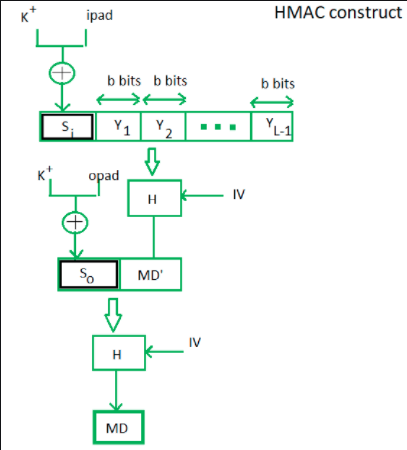 HMAC construct
K+ ipad
b bits b bits b bits
Si Y1 Y2 YL-1
K+ opad
H IV
So MD'
H IV
MD